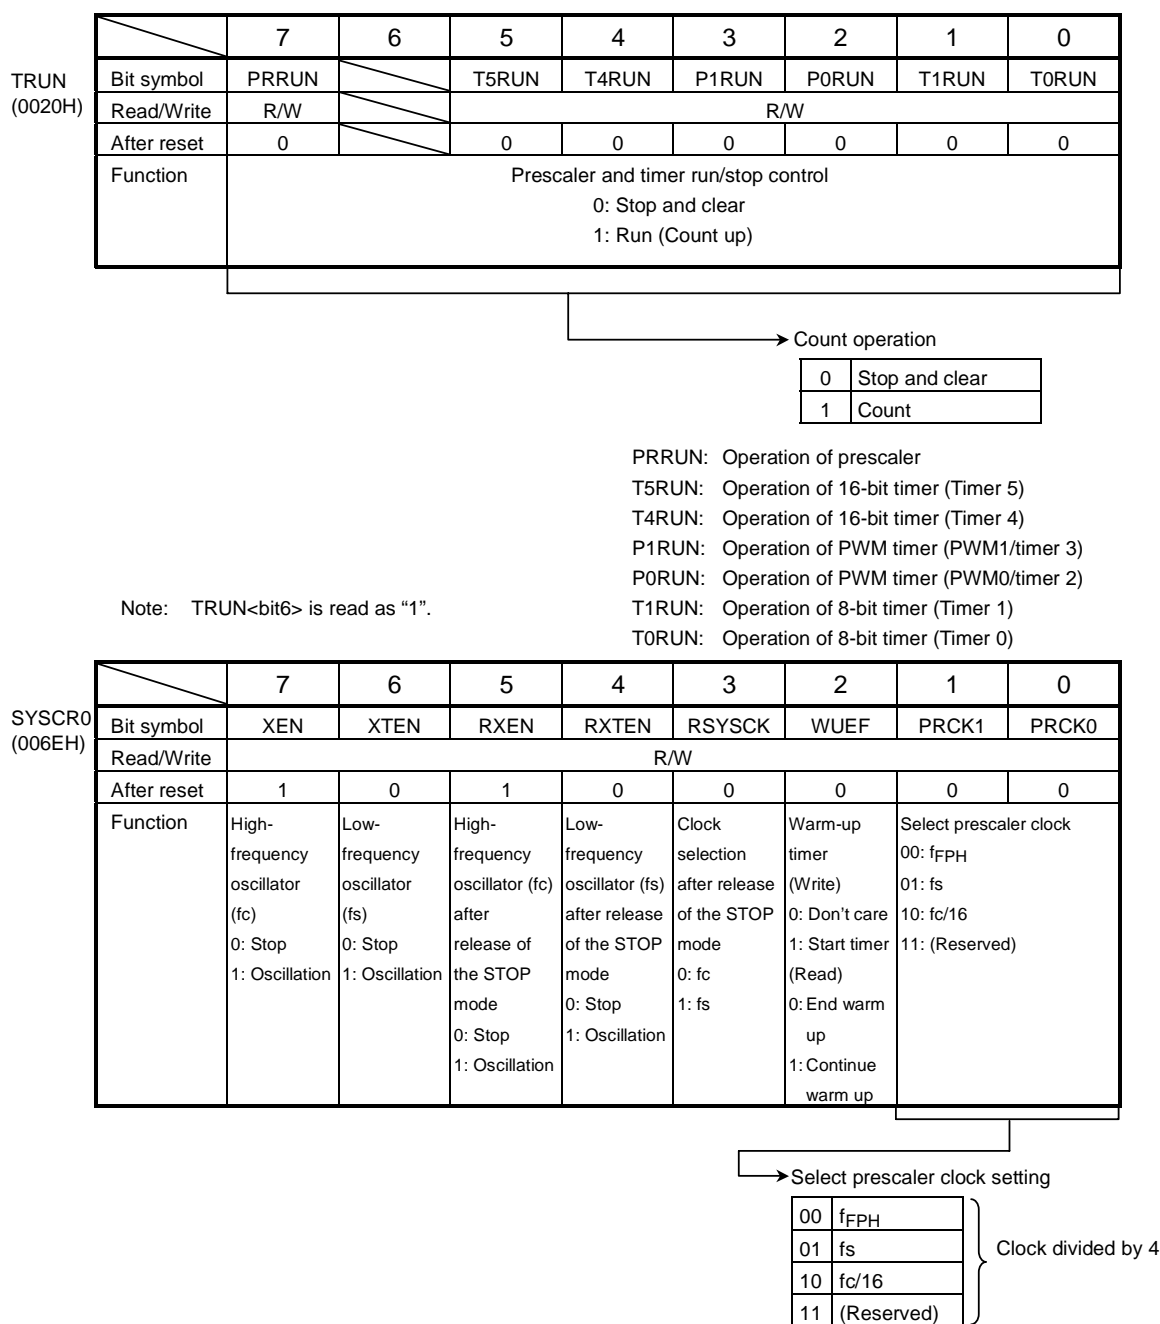 7 6 5 4 3 2 1 0
TRUN
(0020H)
Bit symbol PRRUN T5RUN T4RUN P1RUN P0RUN T1RUN T0RUN
Read/Write R/W R/W
After reset 0 0 0 0 0 0 0
Function Prescaler and timer run/stop control
0: Stop and clear
1: Run (Count up)
Count operation
0 Stop and clear
1 Count
PRRUN: Operation of prescaler
T5RUN: Operation of 16-bit timer (Timer 5)
T4RUN: Operation of 16-bit timer (Timer 4)
P1RUN: Operation of PWM timer (PWM1/timer 3)
P0RUN: Operation of PWM timer (PWM0/timer 2)
Note: TRUN<bit6> is read as “1”.
T1RUN: Operation of 8-bit timer (Timer 1)
T0RUN: Operation of 8-bit timer (Timer 0)
7 6 5 4 3 2 1 0
SYSCR0
(006EH)
Bit symbol XEN XTEN RXEN RXTEN RSYSCK WUEF PRCK1 PRCK0
Read/Write R/W
After reset 1 0 1 0 0 0 0 0
Function
High-
frequency
oscillator
(fc)
0: Stop
1: Oscillation
Low-
frequency
oscillator
(fs)
0: Stop
1: Oscillation
High-
frequency
oscillator (fc)
after
release of
the STOP
mode
0: Stop
1: Oscillation
Low-
frequency
oscillator (fs)
after release
of the STOP
mode
0: Stop
1: Oscillation
Clock
selection
after release
of the STOP
mode
0: fc
1: fs
Warm-up
timer
(Write)
0: Don’t care
1: Start timer
(Read)
0: End warm
up
1: Continue
warm up
Select prescaler clock
00: fFPH
01: fs
10: fc/16
11: (Reserved)
Select prescaler clock setting
00 fFPH
01 fs
10 fc/16
11 (Reserved)
Clock divided by 4